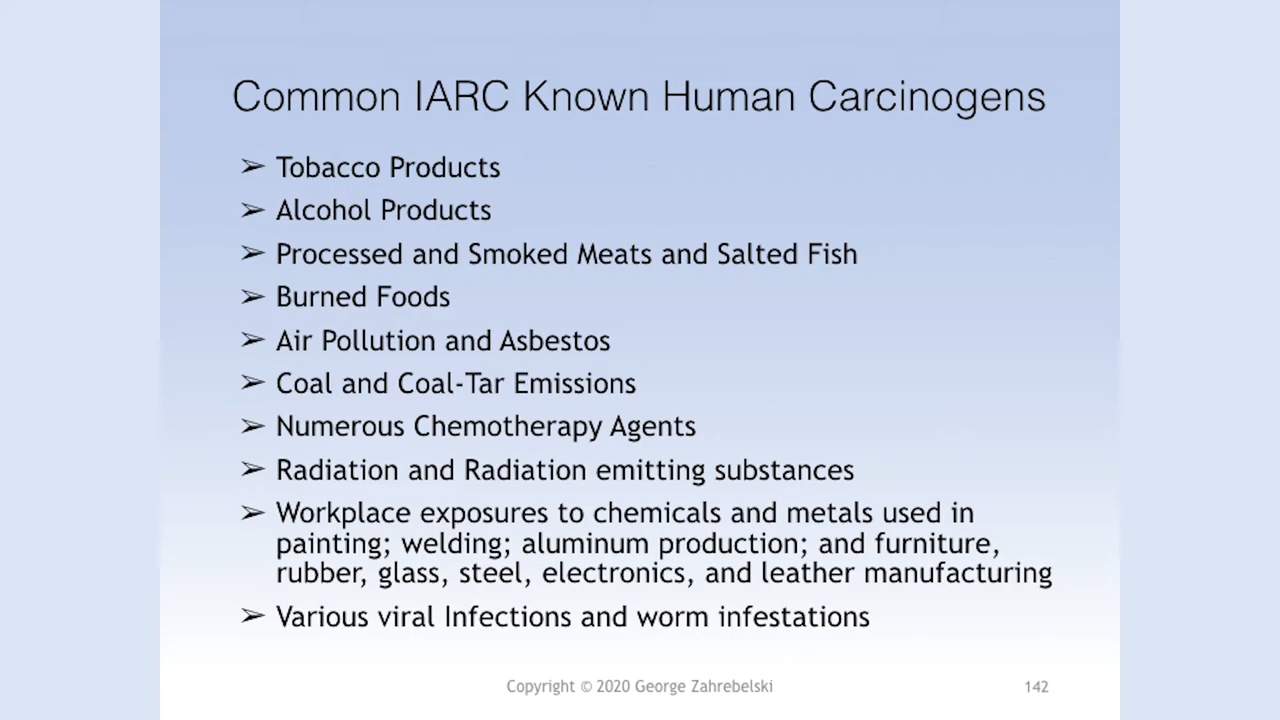 Common IARC Known Human Carcinogens
➢ Tobacco Products
➢ Alcohol Products
➢ Processed and Smoked Meats and Salted Fish
➢ Burned Foods
➢ Air Pollution and Asbestos
➢ Coal and Coal-Tar Emissions
➢ Numerous Chemotherapy Agents
➢ Radiation and Radiation emitting substances
➢ Workplace exposures to chemicals and metals used in
painting; welding; aluminum production; and furniture,
rubber, glass, steel, electronics, and leather manufacturing
➢ Various viral Infections and worm infestations
Copyright © 2020 George Zahrebelski
142